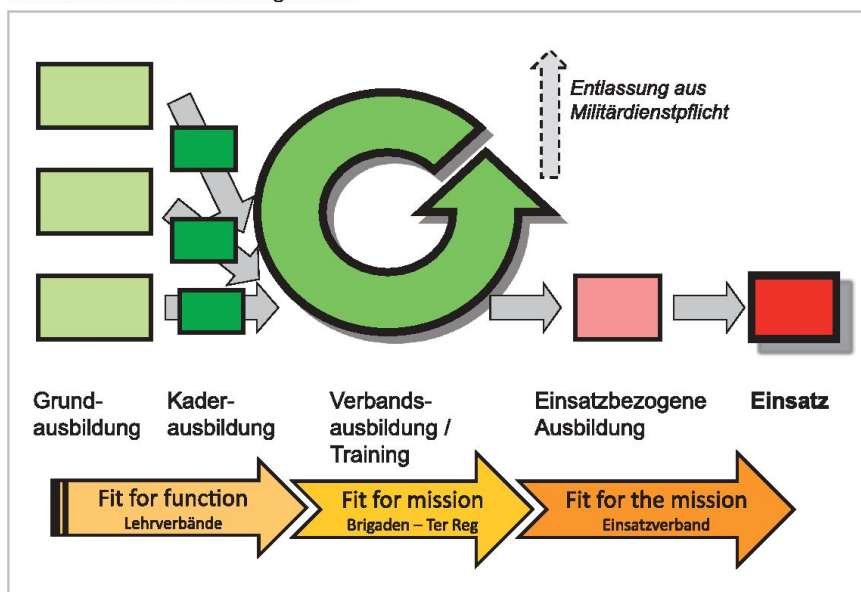 Entlassung aus
Militärdienstpflicht
Grund-
ausbildung
Kader-
ausbildung
Verbands-
ausbildung /
Training
Einsatzbezogene
Ausbildung
Einsatz
Fit for function
Lehrverbände
Fit for mission
Brigaden – Ter Reg
Fit for the mission
Einsatzverband